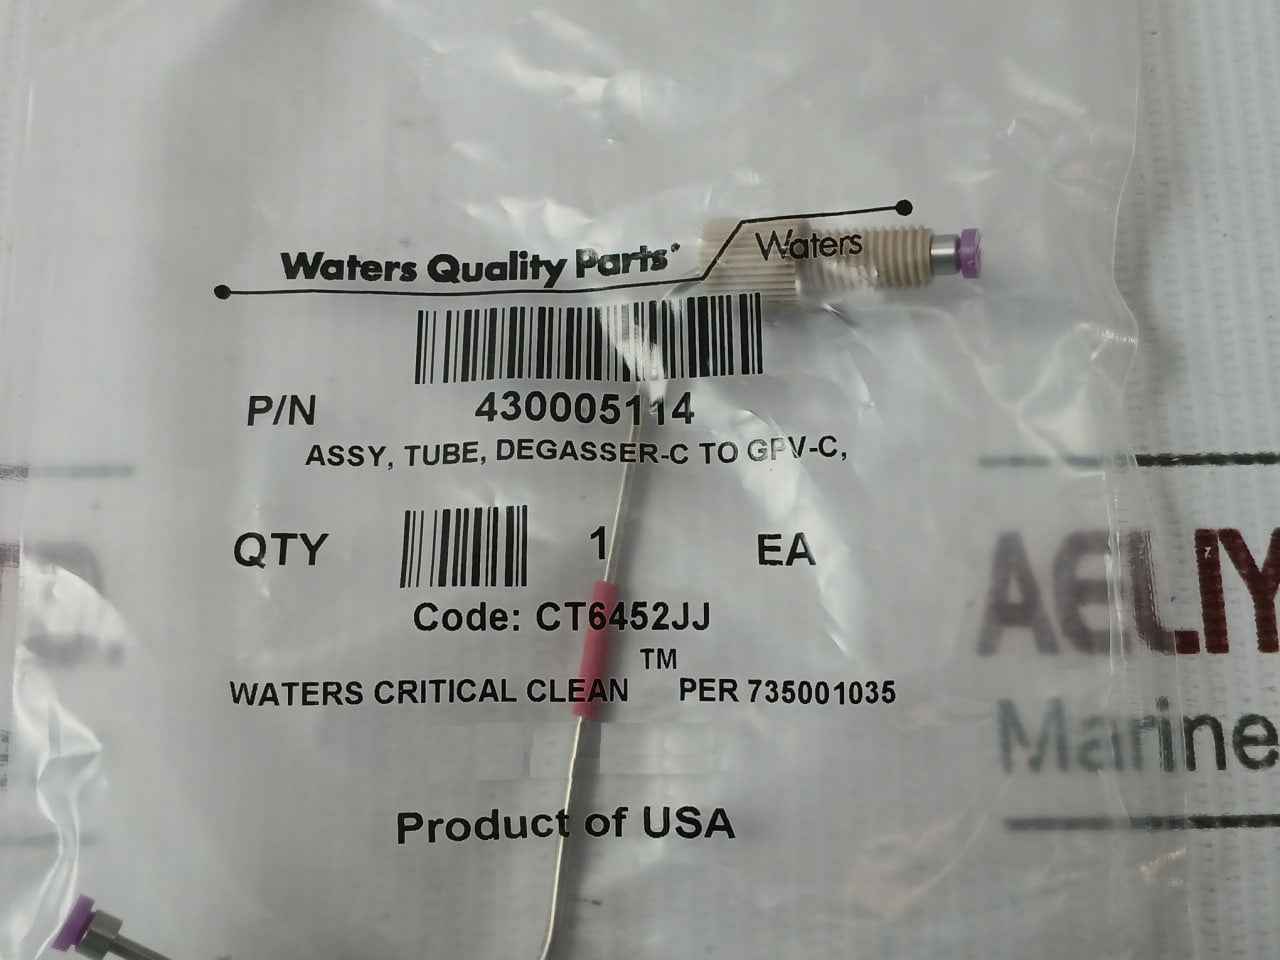 Waters Quality Parts
Waters
P/N 430005114
ASSY, TUBE, DEGASSER-C TO GPV-C,
QTY 1 EA
Code: CT6452JJ
WATERS CRITICAL CLEAN TM PER 735001035
Product of USA
AELIY
Marine